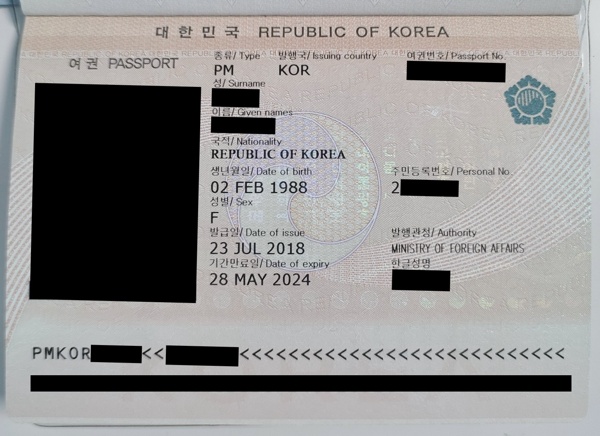 대한민국 REPUBLIC OF KOREA
여권 PASSPORT
종류/ Type 발행국/ Issuing country 여권번호/ Passport No.
PM KOR
성/ Surname
이름/ Given names
국적/ Nationality
REPUBLIC OF KOREA
생년월일/ Date of birth 주민등록번호/ Personal No.
02 FEB 1988 2
성별/ Sex
F
발급일/ Date of issue 발행관청/ Authority
23 JUL 2018 MINISTRY OF FOREIGN AFFAIRS
기간만료일/ Date of expiry 한글성명
28 MAY 2024
PMKOR<<<<<<<<<<<<<<<<<<<<<<<<<<<<<